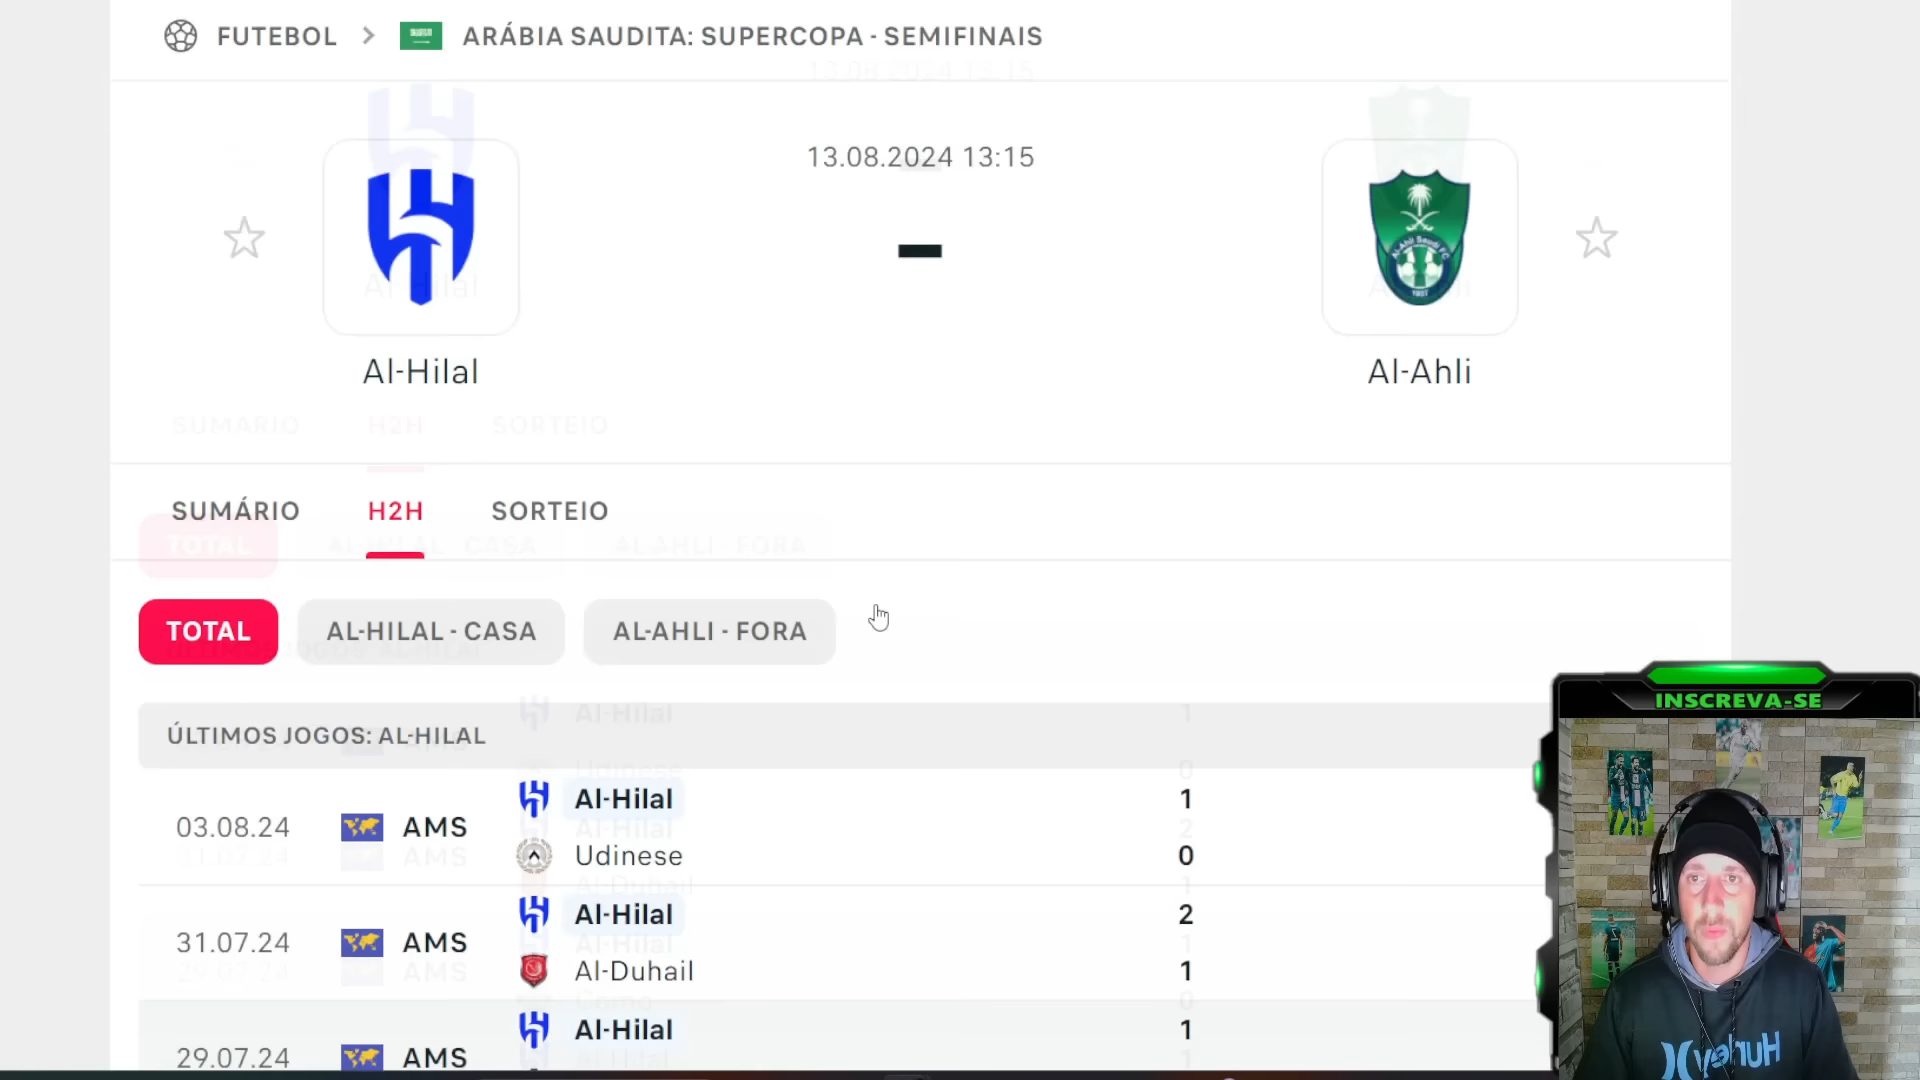 FUTEBOL > ARÁBIA SAUDITA: SUPERCOPA - SEMIFINAIS
13.08.2024 13:15
-
Al-Hilal Al-Ahli
SUMÁRIO H2H SORTEIO
TOTAL AL-HILAL - CASA AL-AHLI - FORA
ÚLTIMOS JOGOS: AL-HILAL
03.08.24 AMS Al-Hilal 1
Udinese 0
31.07.24 AMS Al-Hilal 2
Al-Duhail 1
29.07.24 AMS Al-Hilal 1
INSCREVA-SE
Hurley